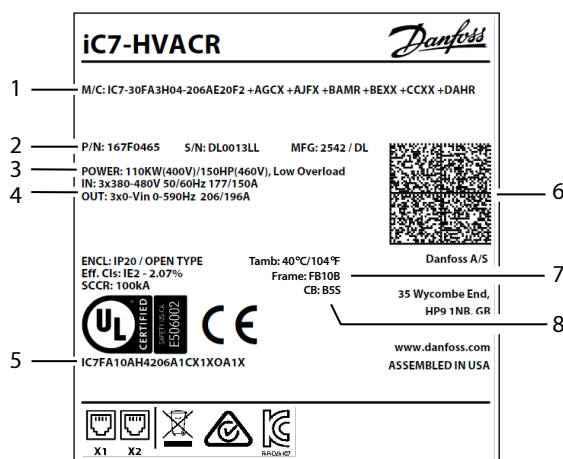 iC7-HVACR
Danfoss
1
M/C: IC7-30FA3H04-206AE20F2 +AGCX +AJFX +BAMR +BEXX +CCXX +DAHR
2
P/N: 167F0465 S/N: DL0013LL MFG: 2542 / DL
3
POWER: 110KW(400V)/150HP(460V), Low Overload
IN: 3x380-480V 50/60Hz 177/150A
4
OUT: 3x0-Vin 0-590Hz 206/196A
6
ENCL: IP20 / OPEN TYPE
Eff. Cls: IE2 - 2.07%
SCCR: 100kA
Tamb: 40°C/104°F
Frame: FB10B
CB: B5S
Danfoss A/S
7
35 Wycombe End,
HP9 1NB, GB
8
UL
CERTIFIED
SAFETY US-CA
E506002
CE
5
IC7FA10AH4206A1CX1XOA1X
www.danfoss.com
ASSEMBLED IN USA
X1 X2